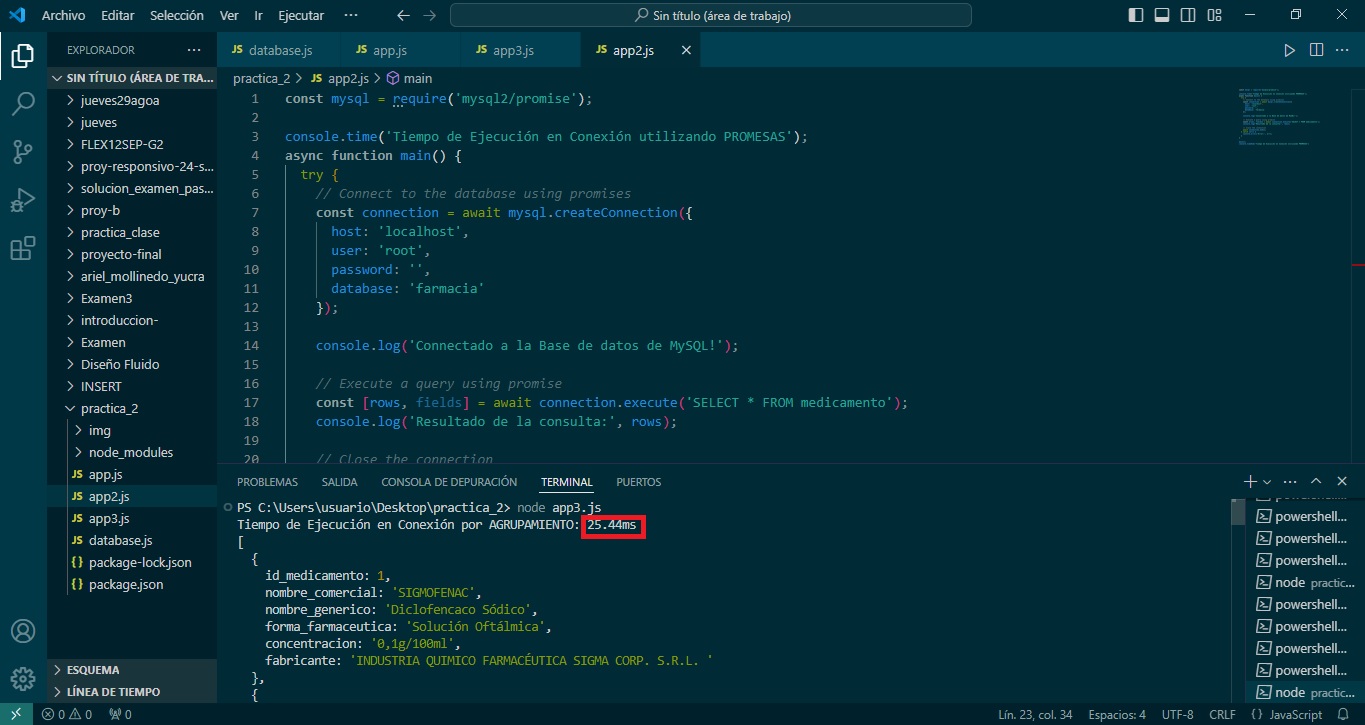 Archivo Editar Selección Ver Ir Ejecutar ··· Sin título (área de trabajo)
EXPLORADOR ···
SIN TÍTULO (ÁREA DE TRA...
jueves29agoa
jueves
FLEX12SEP-G2
proy-responsivo-24-s...
solucion_examen_pas...
proy-b
practica_clase
proyecto-final
ariel_mollinedo_yucra
Examen3
introduccion-
Examen
Diseño Fluido
INSERT
practica_2
img
node_modules
JS app.js
JS app2.js
JS app3.js
JS database.js
{} package-lock.json
{} package.json
ESQUEMA
LÍNEA DE TIEMPO
JS database.js JS app.js JS app3.js JS app2.js
practica_2 > JS app2.js > main
1 const mysql = require('mysql2/promise');
2
3 console.time('Tiempo de Ejecución en Conexión utilizando PROMESAS');
4 async function main() {
5 try {
6 // Connect to the database using promises
7 const connection = await mysql.createConnection({
8 host: 'localhost',
9 user: 'root',
10 password: '',
11 database: 'farmacia'
12 });
13
14 console.log('Connectado a la Base de datos de MySQL!');
15
16 // Execute a query using promise
17 const [rows, fields] = await connection.execute('SELECT * FROM medicamento');
18 console.log('Resultado de la consulta:', rows);
19
20 // Close the connection
PROBLEMAS SALIDA CONSOLA DE DEPURACIÓN TERMINAL PUERTOS
PS C:\Users\usuario\Desktop\practica_2> node app3.js
Tiempo de Ejecución en Conexión por AGRUPAMIENTO: 25.44ms
[
{
id_medicamento: 1,
nombre_comercial: 'SIGMOFENAC',
nombre_generico: 'Diclofencaco Sódico',
forma_farmaceutica: 'Solución Oftálmica',
concentracion: '0,1g/100ml',
fabricante: 'INDUSTRIA QUIMICO FARMACÉUTICA SIGMA CORP. S.R.L. '
},
{
powershell...
powershell...
powershell...
node practic...
powershell...
powershell...
powershell...
powershell...
node practic...
0 0 0 Lín. 23, col. 34 Espacios: 4 UTF-8 CRLF {} JavaScript